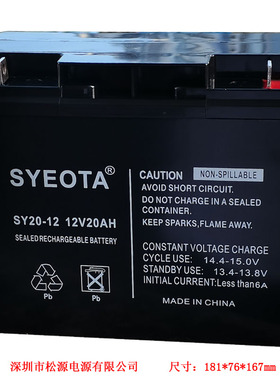 SYEOTA®
SY20-12 12V20AH
SEALED RECHARGEABLE BATTERY
Pb
CAUTION
NON-SPILLABLE
AVOID SHORT CIRCUIT.
DO NOT CHARGE IN A
SEALED CONTAINER.
KEEP SPARKS,FLAME AWAY.
CONSTANT VOLTAGE CHARGE
CYCLE USE: 14.4-15.0V
STANDBY USE: 13.4-13.8V
INITIAL CURRENT: Less than6A
MADE IN CHINA
深圳市松源电源有限公司 尺寸：181*76*167mm